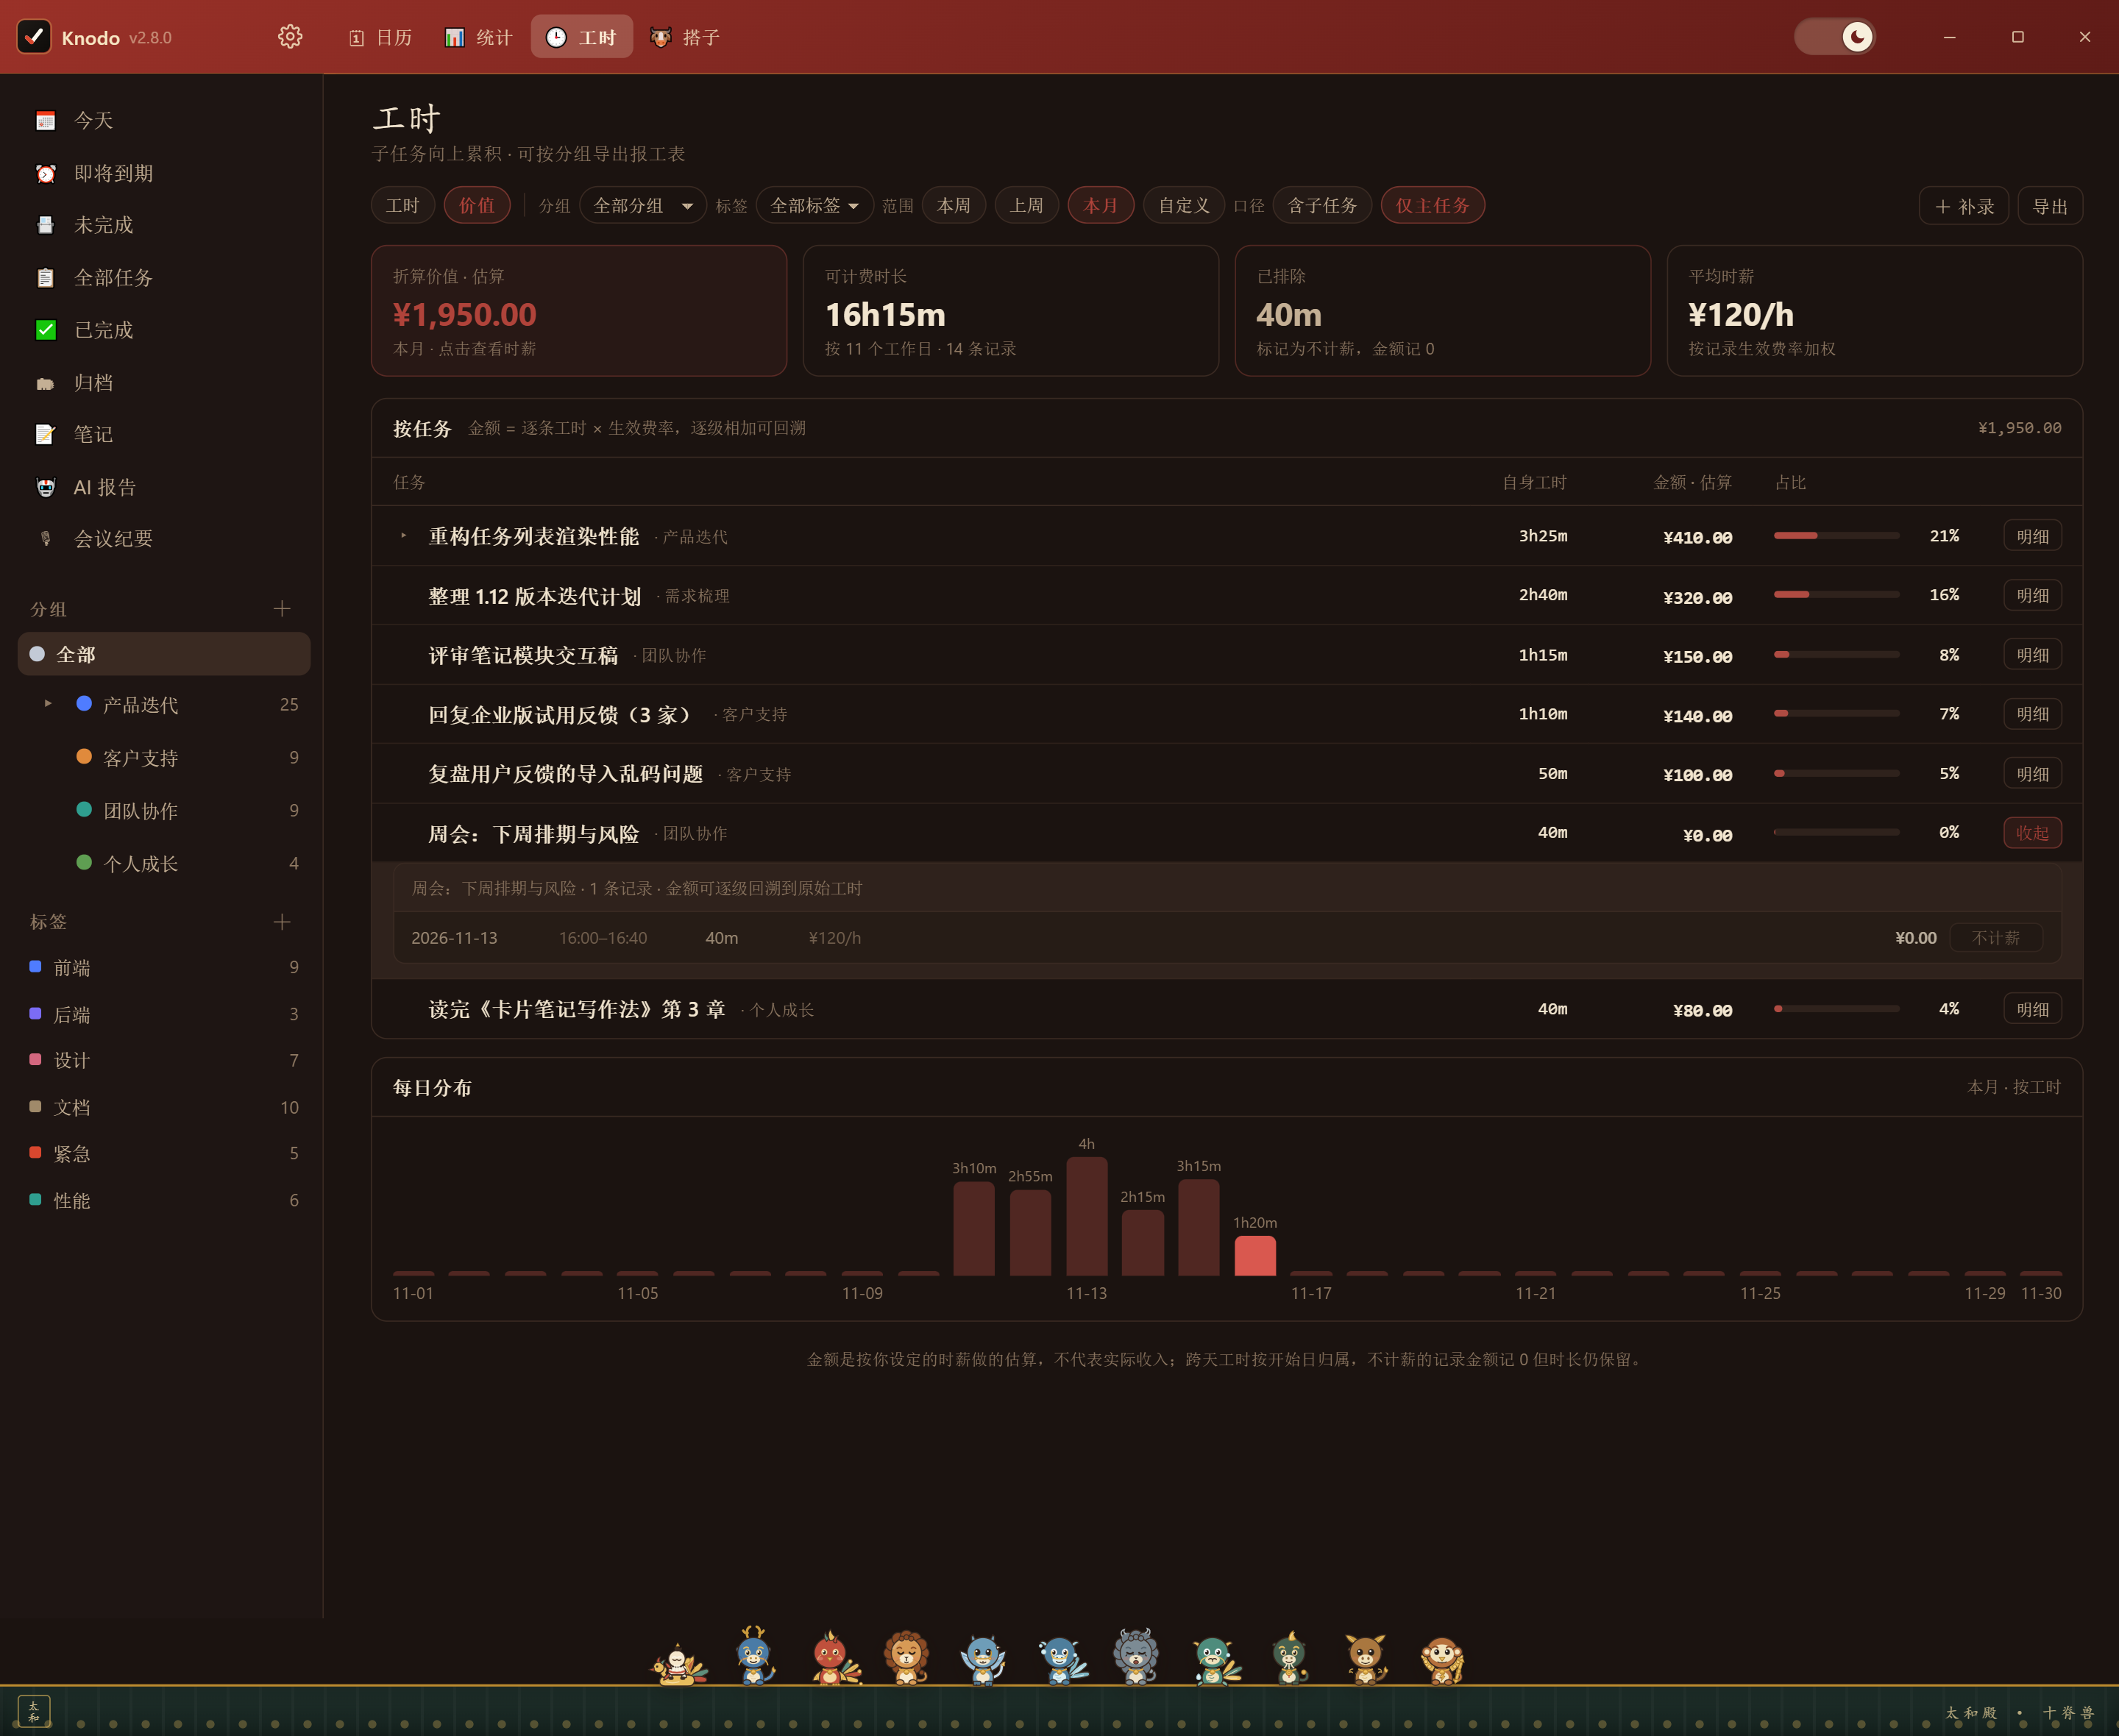 Knodo v2.8.0
日历 统计 工时 搭子
今天
即将到期
未完成
全部任务
已完成
归档
笔记
AI 报告
会议纪要
分组
全部
产品迭代 25
客户支持 9
团队协作 9
个人成长 4
标签
前端 9
后端 3
设计 7
文档 10
紧急 5
性能 6
工时
子任务向上累积 · 可按分组导出报工表
工时 价值 分组 全部分组 标签 全部标签 范围 本周 上周 本月 自定义 口径 含子任务 仅主任务 + 补录 导出
折算价值 · 估算
¥1,950.00
本月 · 点击查看时薪
可计费时长
16h15m
按 11 个工作日 · 14 条记录
已排除
40m
标记为不计薪，金额记 0
平均时薪
¥120/h
按记录生效费率加权
按任务 金额 = 逐条工时 × 生效费率，逐级相加可回溯 ¥1,950.00
任务 自身工时 金额 · 估算 占比
重构任务列表渲染性能 · 产品迭代 3h25m ¥410.00 21% 明细
整理 1.12 版本迭代计划 · 需求梳理 2h40m ¥320.00 16% 明细
评审笔记模块交互稿 · 团队协作 1h15m ¥150.00 8% 明细
回复企业版试用反馈（3 家） · 客户支持 1h10m ¥140.00 7% 明细
复盘用户反馈的导入乱码问题 · 客户支持 50m ¥100.00 5% 明细
周会：下周排期与风险 · 团队协作 40m ¥0.00 0% 收起
周会：下周排期与风险 · 1 条记录 · 金额可逐级回溯到原始工时
2026-11-13 16:00–16:40 40m ¥120/h ¥0.00 不计薪
读完《卡片笔记写作法》第 3 章 · 个人成长 40m ¥80.00 4% 明细
每日分布 本月 · 按工时
3h10m 2h55m 4h 2h15m 3h15m 1h20m
11-01 11-05 11-09 11-13 11-17 11-21 11-25 11-29 11-30
金额是按你设定的时薪做的估算，不代表实际收入；跨天工时按开始日归属，不计薪的记录金额记 0 但时长仍保留。
太和
太和殿 • 十脊兽